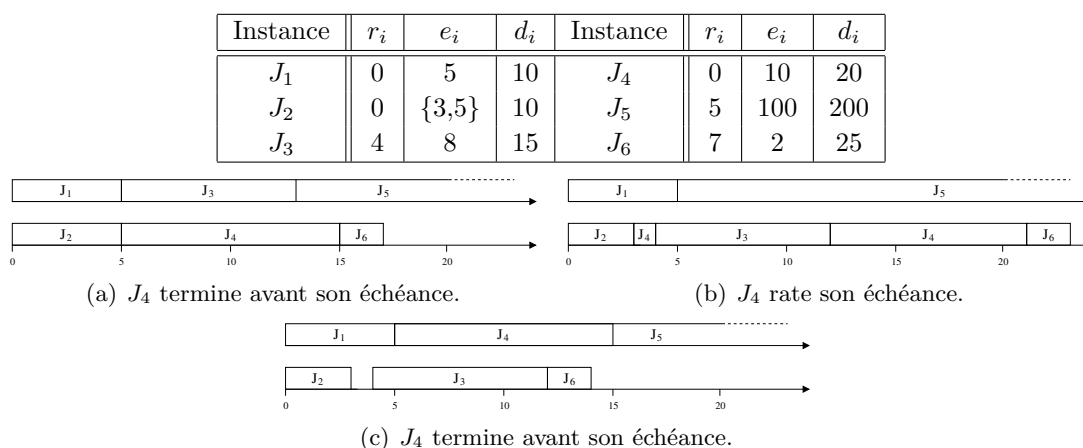 Instance r_i e_i d_i Instance r_i e_i d_i
J_1 0 5 10 J_4 0 10 20
J_2 0 {3,5} 10 J_5 5 100 200
J_3 4 8 15 J_6 7 2 25
J_1 J_3 J_5
J_2 J_4 J_6
0 5 10 15 20
(a) J_4 termine avant son échéance.
J_1 J_5
J_2 J_4 J_3 J_4 J_6
0 5 10 15 20
(b) J_4 rate son échéance.
J_1 J_4 J_5
J_2 J_3 J_6
0 5 10 15 20
(c) J_4 termine avant son échéance.